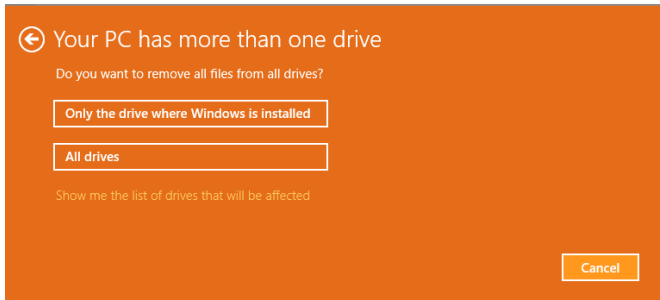 Your PC has more than one drive
Do you want to remove all files from all drives?
Only the drive where Windows is installed
All drives
Show me the list of drives that will be affected
Cancel